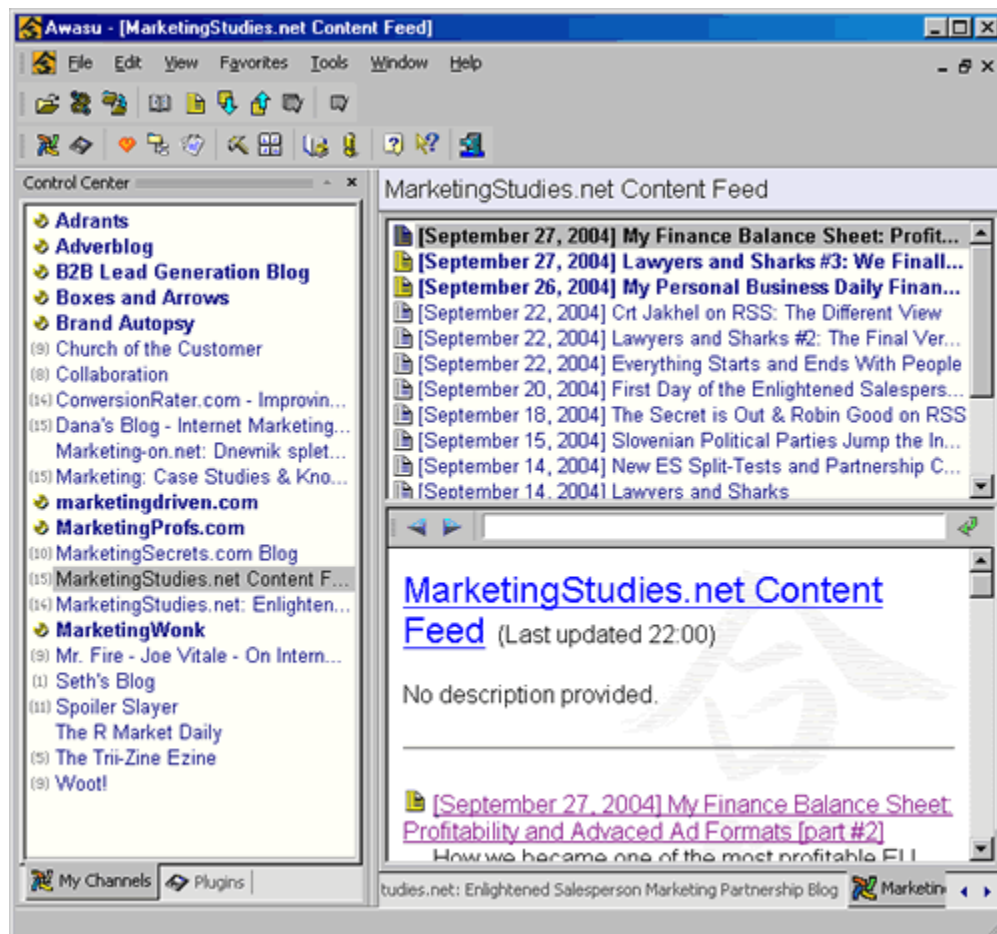 Awasu - [MarketingStudies.net Content Feed]
File Edit View Favorites Tools Window Help
Control Center
Adrants
Adverblog
B2B Lead Generation Blog
Boxes and Arrows
Brand Autopsy
(9) Church of the Customer
(8) Collaboration
(14) ConversionRater.com - Improvin...
(15) Dana's Blog - Internet Marketing...
Marketing-on.net: Dnevnik splet...
(15) Marketing: Case Studies & Kno...
marketingdriven.com
MarketingProfs.com
(10) MarketingSecrets.com Blog
(15) MarketingStudies.net Content F...
(14) MarketingStudies.net: Enlighten...
MarketingWonk
(9) Mr. Fire - Joe Vitale - On Intern...
(1) Seth's Blog
(11) Spoiler Slayer
The R Market Daily
(5) The Trii-Zine Ezine
(9) Woot!
My Channels Plugins
MarketingStudies.net Content Feed
[September 27, 2004] My Finance Balance Sheet: Profit...
[September 27, 2004] Lawyers and Sharks #3: We Finall...
[September 26, 2004] My Personal Business Daily Finan...
[September 22, 2004] Crt Jakhel on RSS: The Different View
[September 22, 2004] Lawyers and Sharks #2: The Final Ver...
[September 22, 2004] Everything Starts and Ends With People
[September 20, 2004] First Day of the Enlightened Salespers...
[September 18, 2004] The Secret is Out & Robin Good on RSS
[September 15, 2004] Slovenian Political Parties Jump the In...
[September 14, 2004] New ES Split-Tests and Partnership C...
[September 14, 2004] Lawyers and Sharks
MarketingStudies.net Content
Feed (Last updated 22:00)
No description provided.
[September 27, 2004] My Finance Balance Sheet:
Profitability and Advaced Ad Formats [part #2]
How we became one of the most profitable EU
tudies.net: Enlightened Salesperson Marketing Partnership Blog Marketin